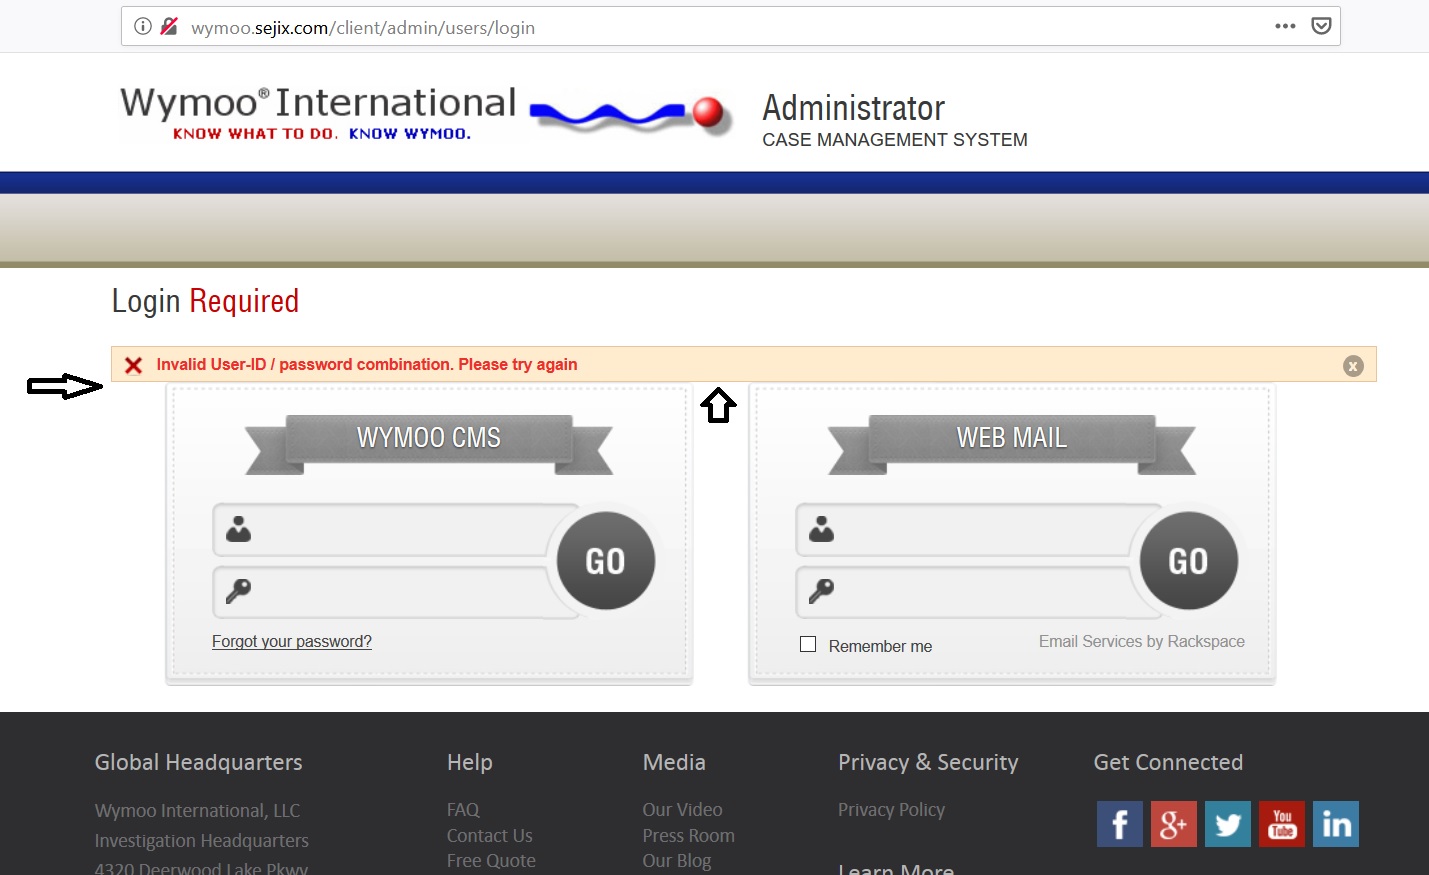 wymoo.sejix.com/client/admin/users/login
Wymoo® International
KNOW WHAT TO DO. KNOW WYMOO.
Administrator
CASE MANAGEMENT SYSTEM
Login Required
Invalid User-ID / password combination. Please try again
WYMOO CMS
GO
Forgot your password?
WEB MAIL
GO
Remember me
Email Services by Rackspace
Global Headquarters
Wymoo International, LLC
Investigation Headquarters
4320 Deerwood Lake Pkwy
Help
FAQ
Contact Us
Free Quote
Media
Our Video
Press Room
Our Blog
Privacy & Security
Privacy Policy
Learn More
Get Connected
f
g+
You
Tube
in